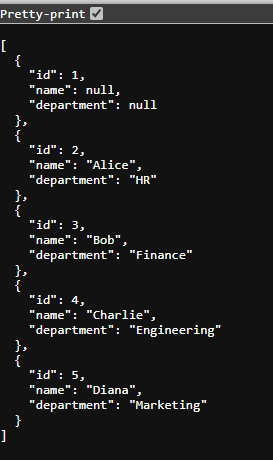 Pretty-print
[
  {
    "id": 1,
    "name": null,
    "department": null
  },
  {
    "id": 2,
    "name": "Alice",
    "department": "HR"
  },
  {
    "id": 3,
    "name": "Bob",
    "department": "Finance"
  },
  {
    "id": 4,
    "name": "Charlie",
    "department": "Engineering"
  },
  {
    "id": 5,
    "name": "Diana",
    "department": "Marketing"
  }
]